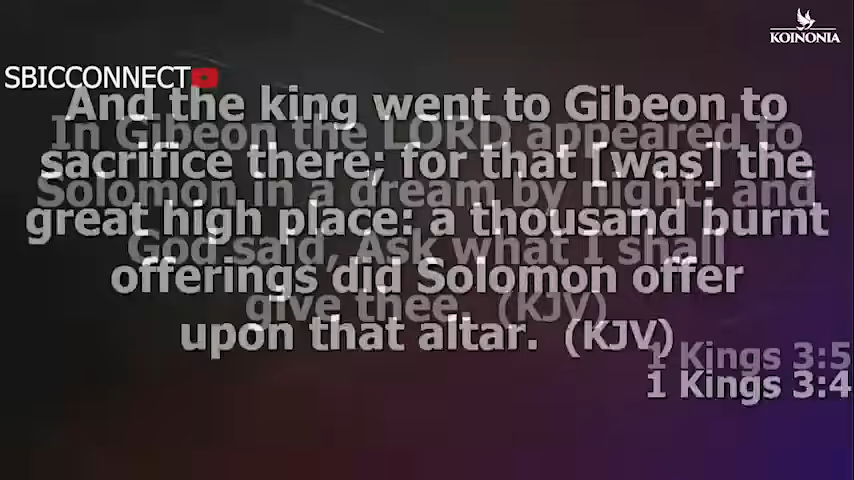 KOINONIA
SBICCONNECT
And the king went to Gibeon to
sacrifice there; for that [was] the
great high place: a thousand burnt
offerings did Solomon offer
upon that altar. (KJV)
1 Kings 3:4
In Gibeon the LORD appeared to
Solomon in a dream by night: and
God said, Ask what I shall
give thee. (KJV)
1 Kings 3:5